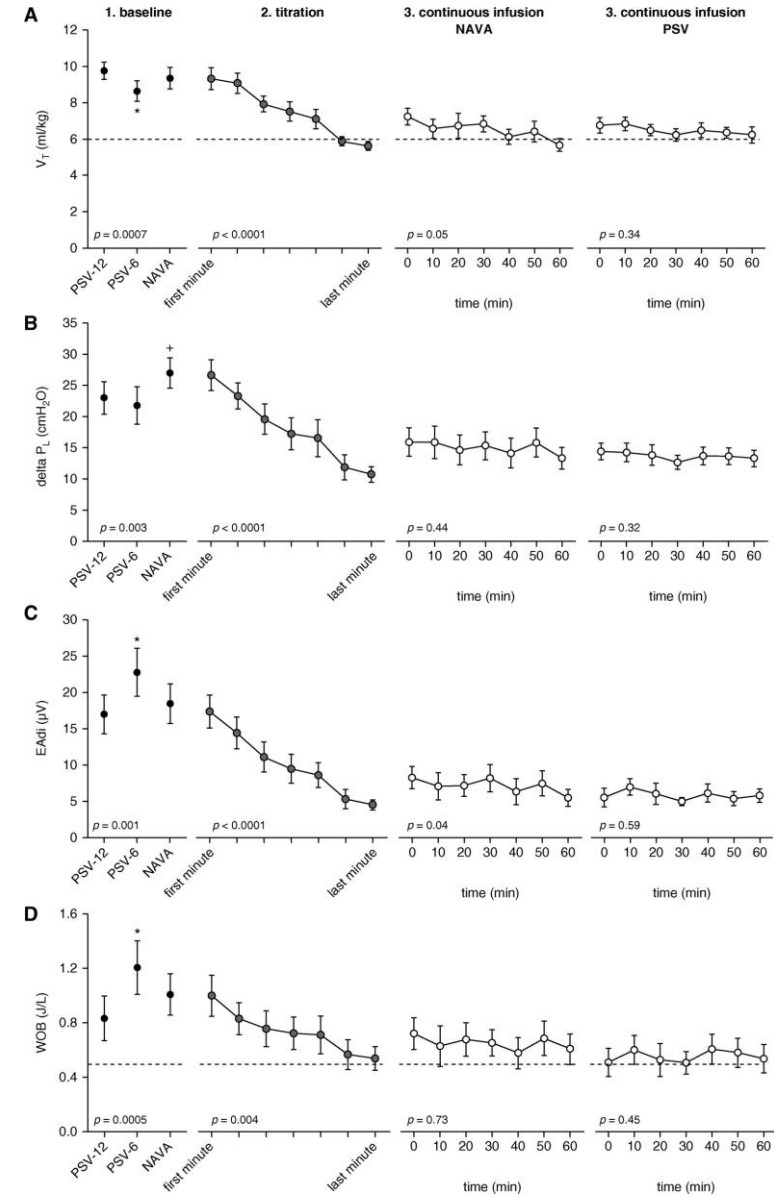 1. baseline
2. titration
3. continuous infusion
NAVA
3. continuous infusion
PSV
A
12
10
8
6
4
2
0
V_T (ml/kg)
p = 0.0007
p < 0.0001
p = 0.05
p = 0.34
*
PSV-12
PSV-6
NAVA
first minute
last minute
0 10 20 30 40 50 60
time (min)
0 10 20 30 40 50 60
time (min)
B
35
30
25
20
15
10
5
0
delta P_L (cmH₂O)
+
p = 0.003
p < 0.0001
p = 0.44
p = 0.32
PSV-12
PSV-6
NAVA
first minute
last minute
0 10 20 30 40 50 60
time (min)
0 10 20 30 40 50 60
time (min)
C
30
25
20
15
10
5
0
EAdi (μV)
*
p = 0.001
p < 0.0001
p = 0.04
p = 0.59
PSV-12
PSV-6
NAVA
first minute
last minute
0 10 20 30 40 50 60
time (min)
0 10 20 30 40 50 60
time (min)
D
1.6
1.2
0.8
0.4
0.0
WOB (J/L)
*
p = 0.0005
p = 0.004
p = 0.73
p = 0.45
PSV-12
PSV-6
NAVA
first minute
last minute
0 10 20 30 40 50 60
time (min)
0 10 20 30 40 50 60
time (min)